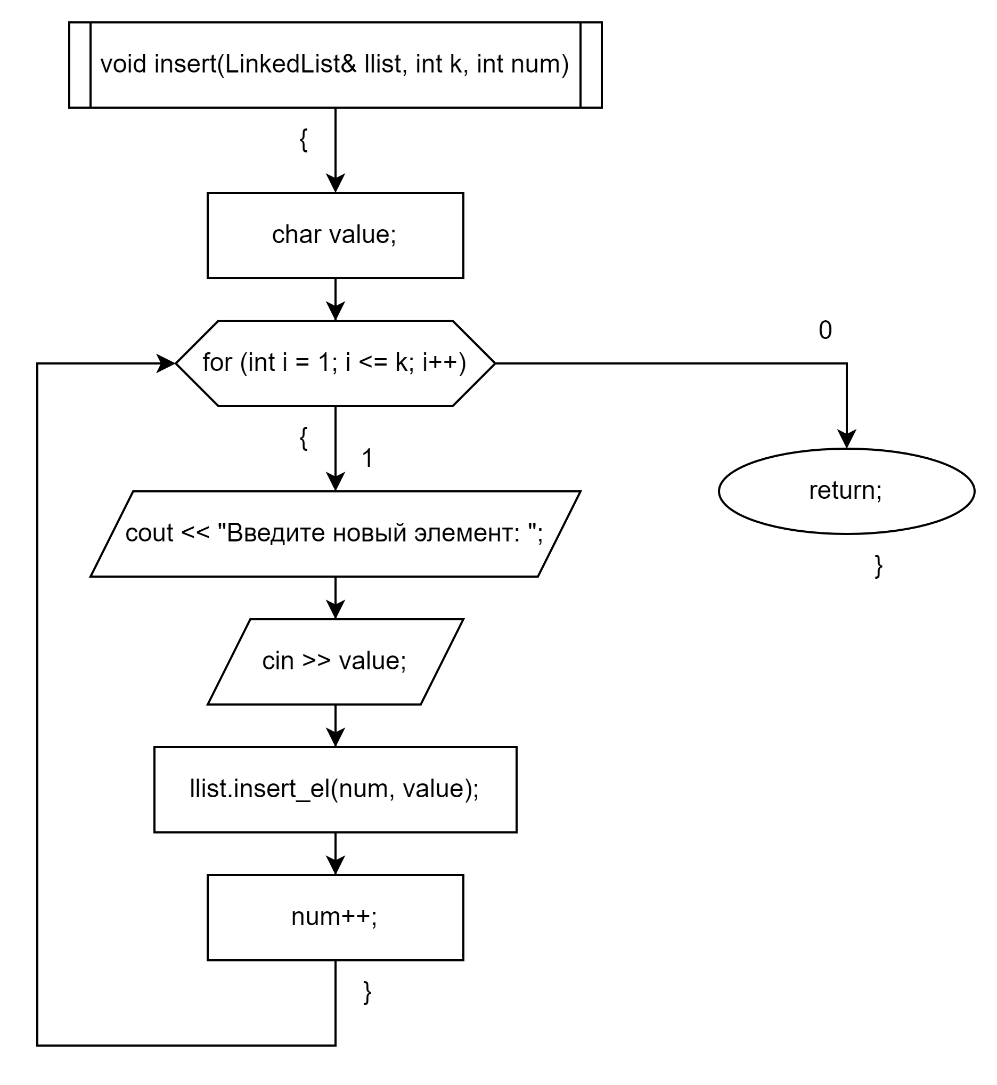 void insert(LinkedList& llist, int k, int num)
{
char value;
for (int i = 1; i <= k; i++)
0
{
1
cout << "Введите новый элемент: ";
return;
}
cin >> value;
llist.insert_el(num, value);
num++;
}